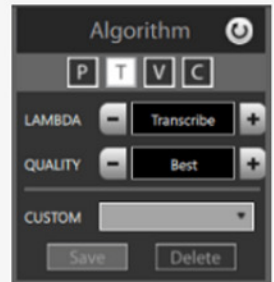 Algorithm
P T V C
LAMBDA - Transcribe +
QUALITY - Best +
CUSTOM
Save Delete